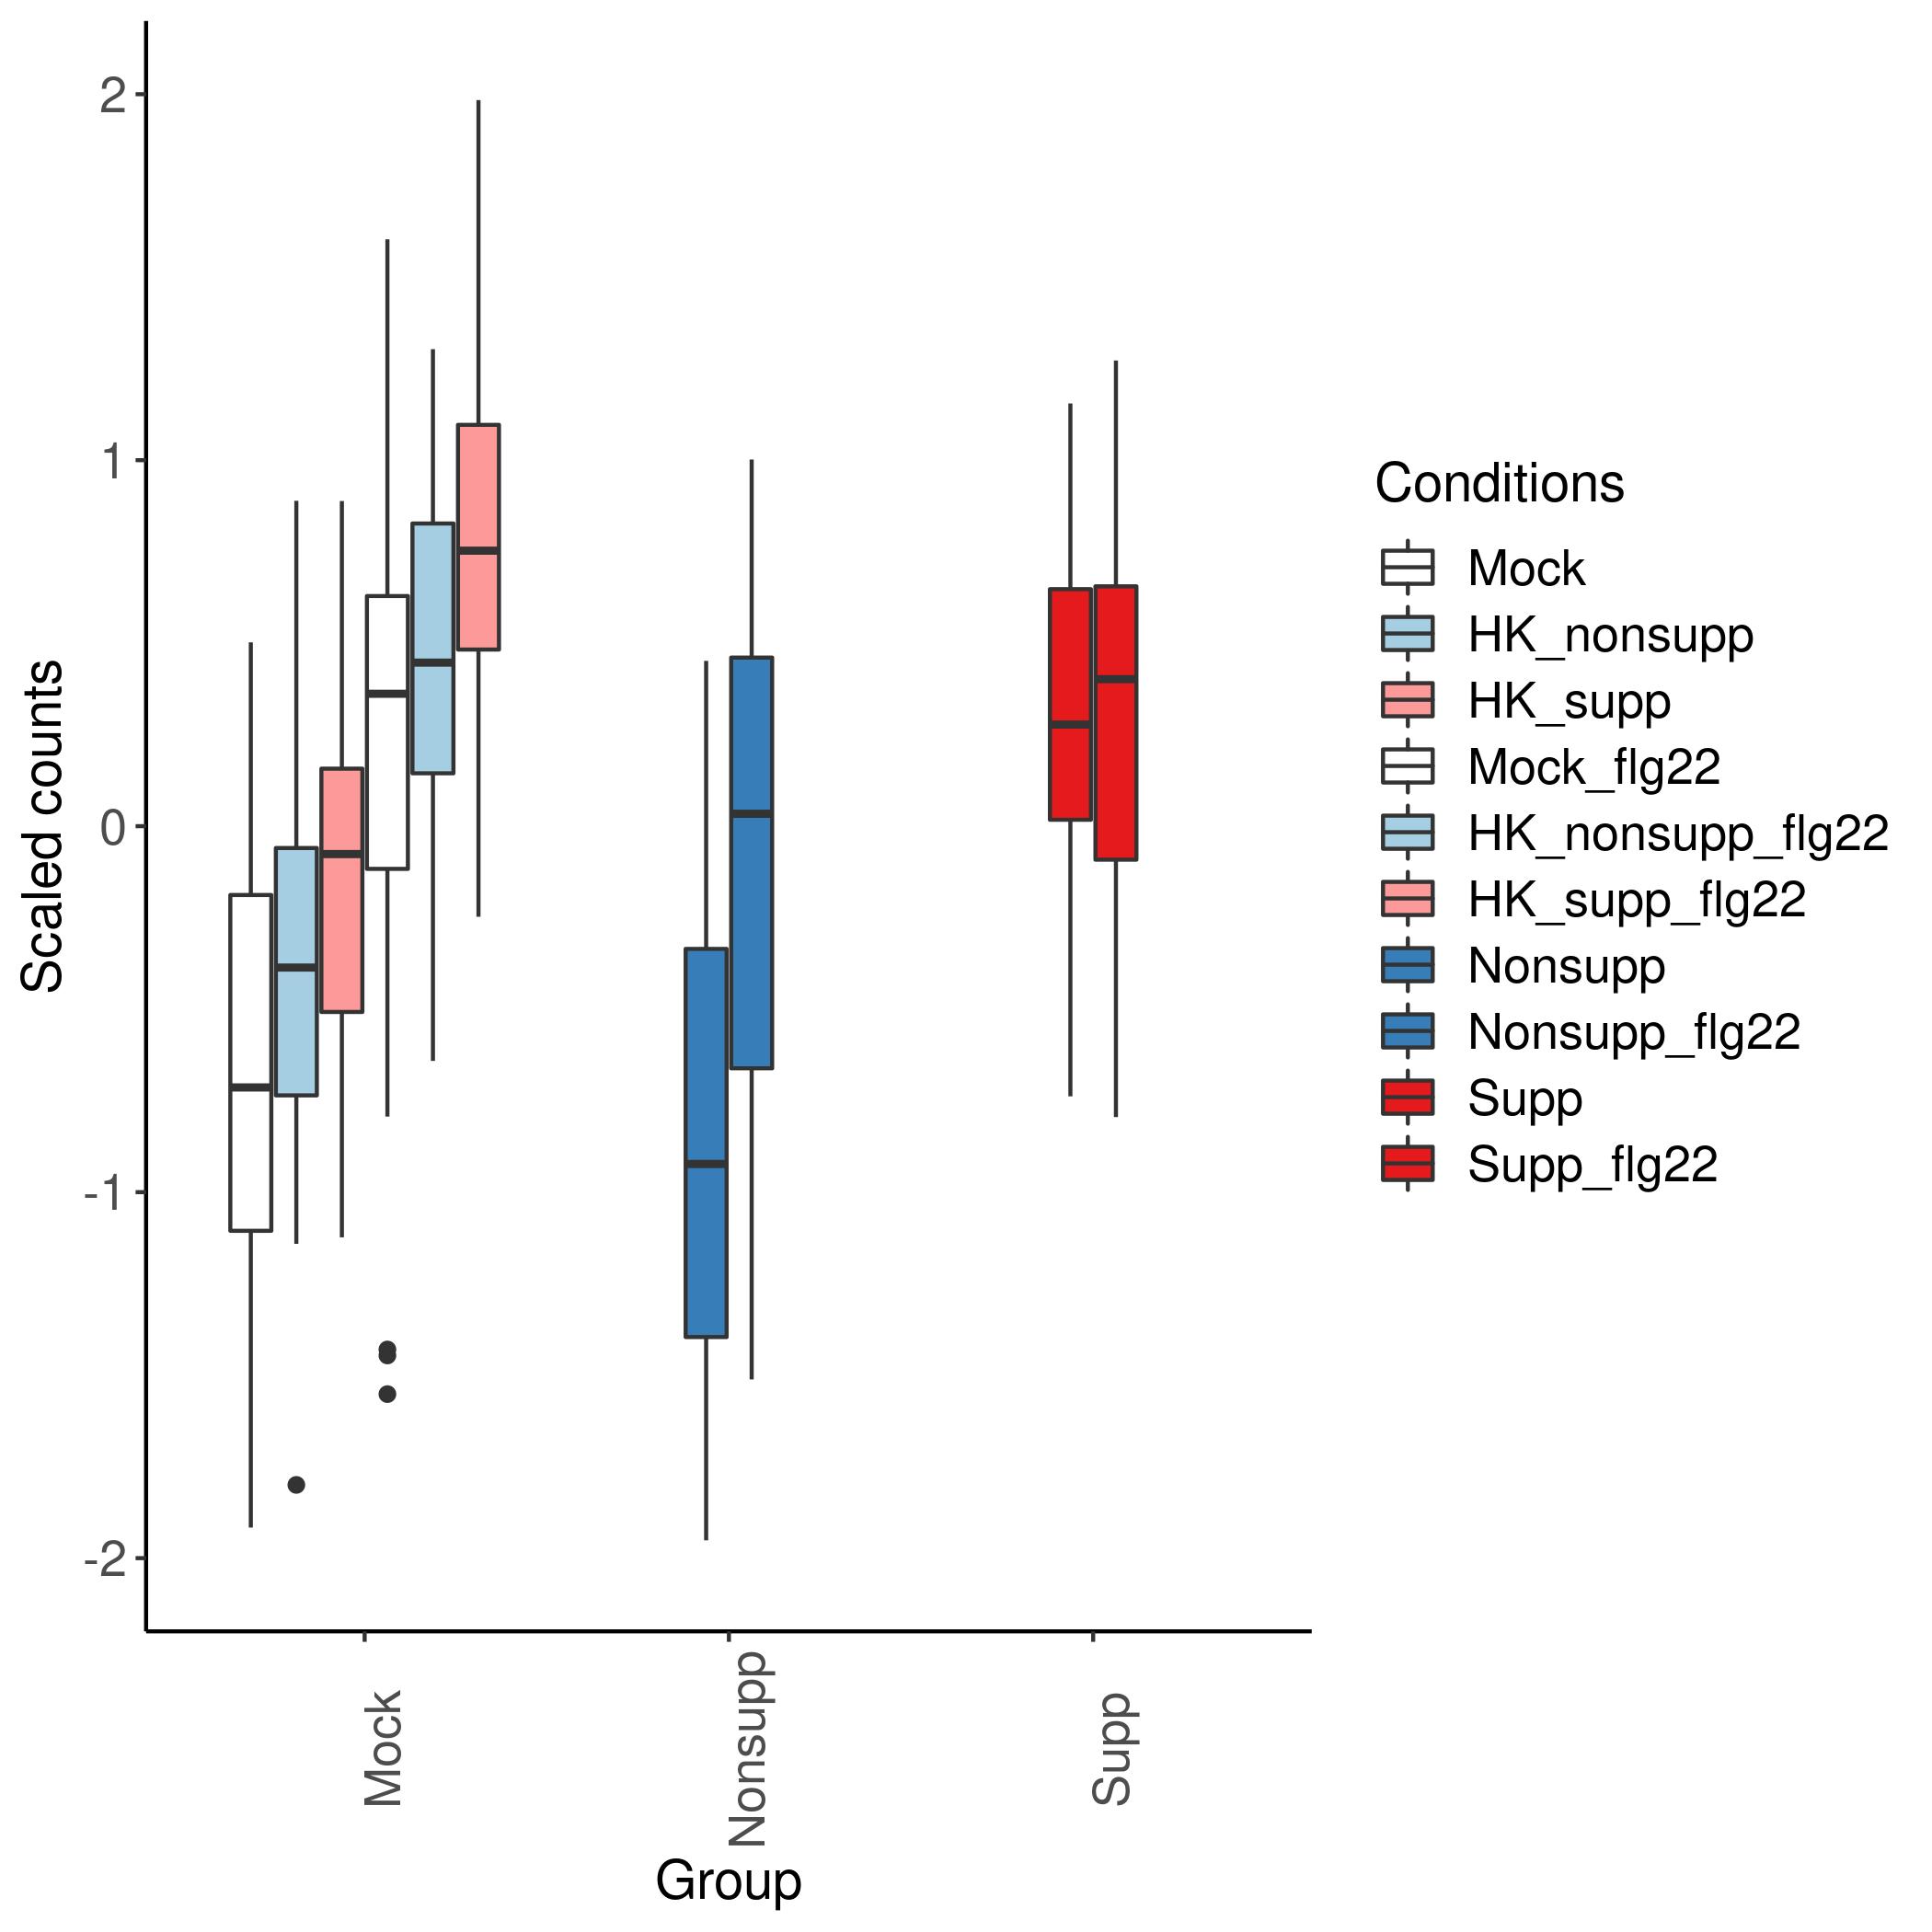 Scaled counts
2
1
0
-1
-2
Mock
Nonsupp
Supp
Group
Conditions
Mock
HK_nonsupp
HK_supp
Mock_flg22
HK_nonsupp_flg22
HK_supp_flg22
Nonsupp
Nonsupp_flg22
Supp
Supp_flg22